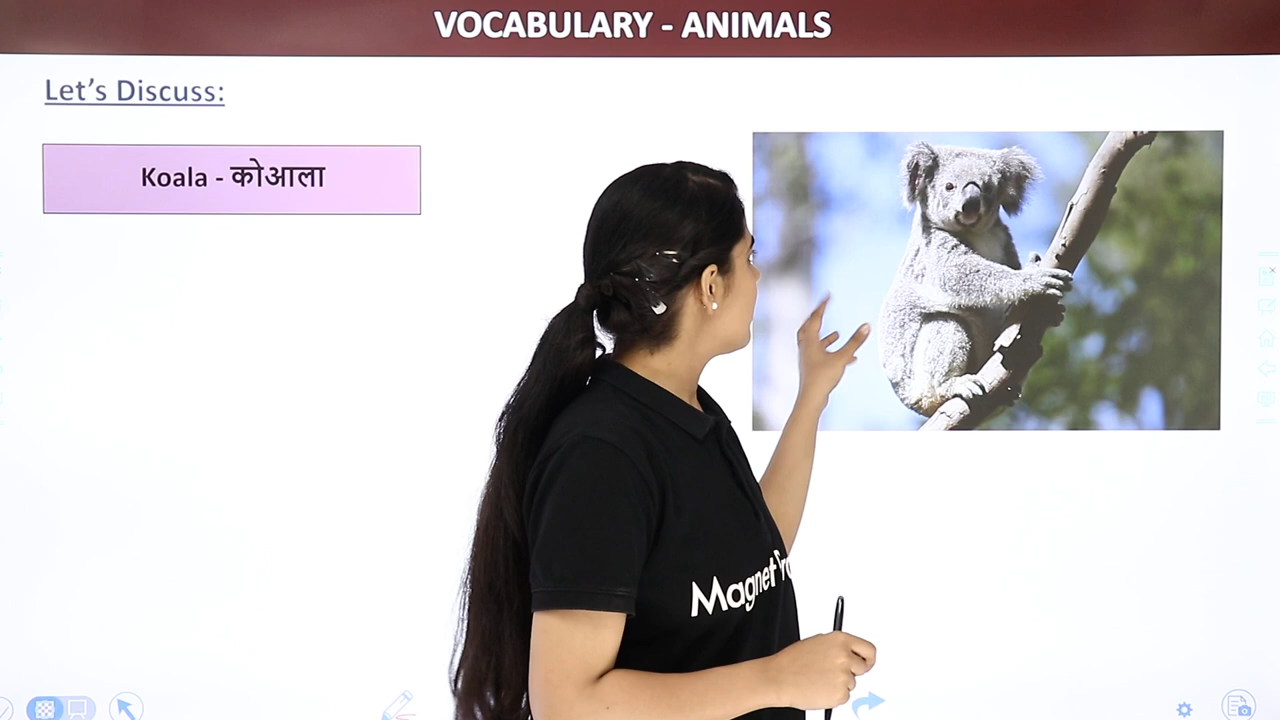 VOCABULARY - ANIMALS
Let's Discuss:
Koala - कोआला
Magnet